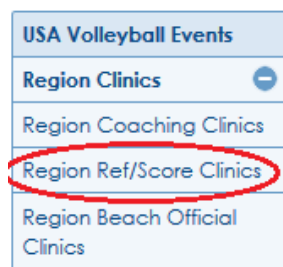 USA Volleyball Events
Region Clinics
Region Coaching Clinics
Region Ref/Score Clinics
Region Beach Official
Clinics